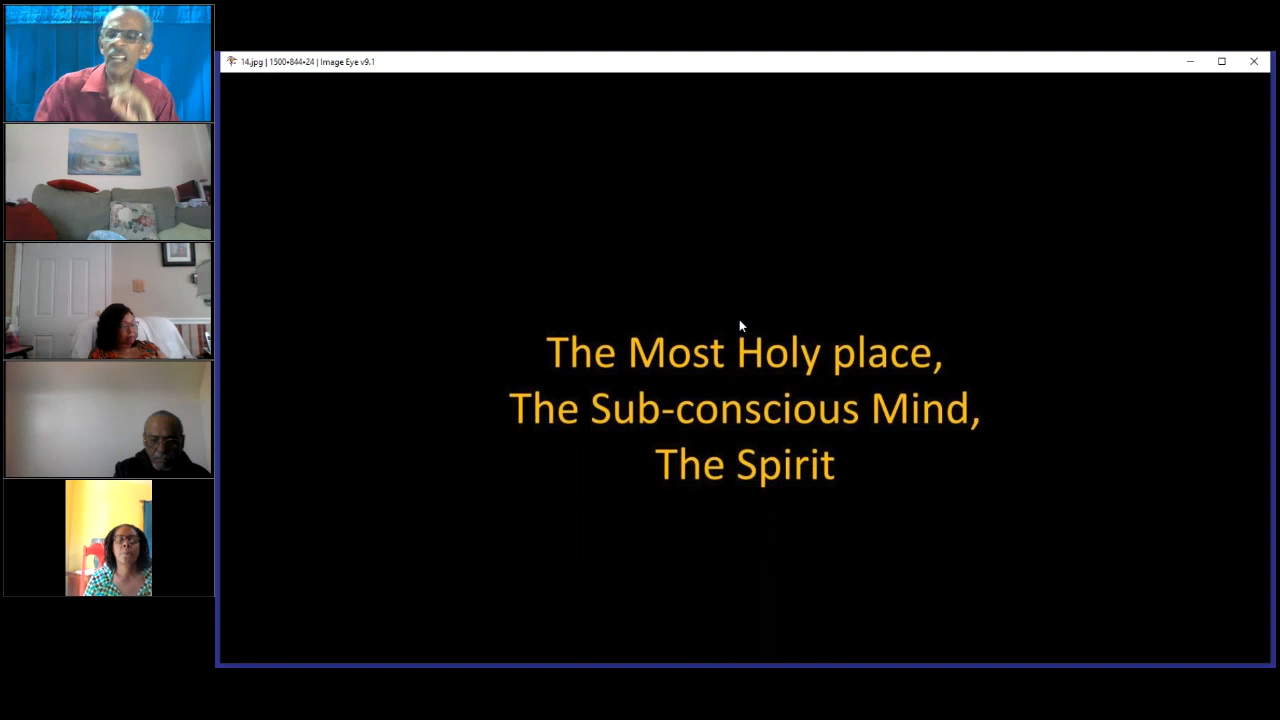 14.jpg | 1500×844×24 | Image Eye v9.1
The Most Holy place,
The Sub-conscious Mind,
The Spirit